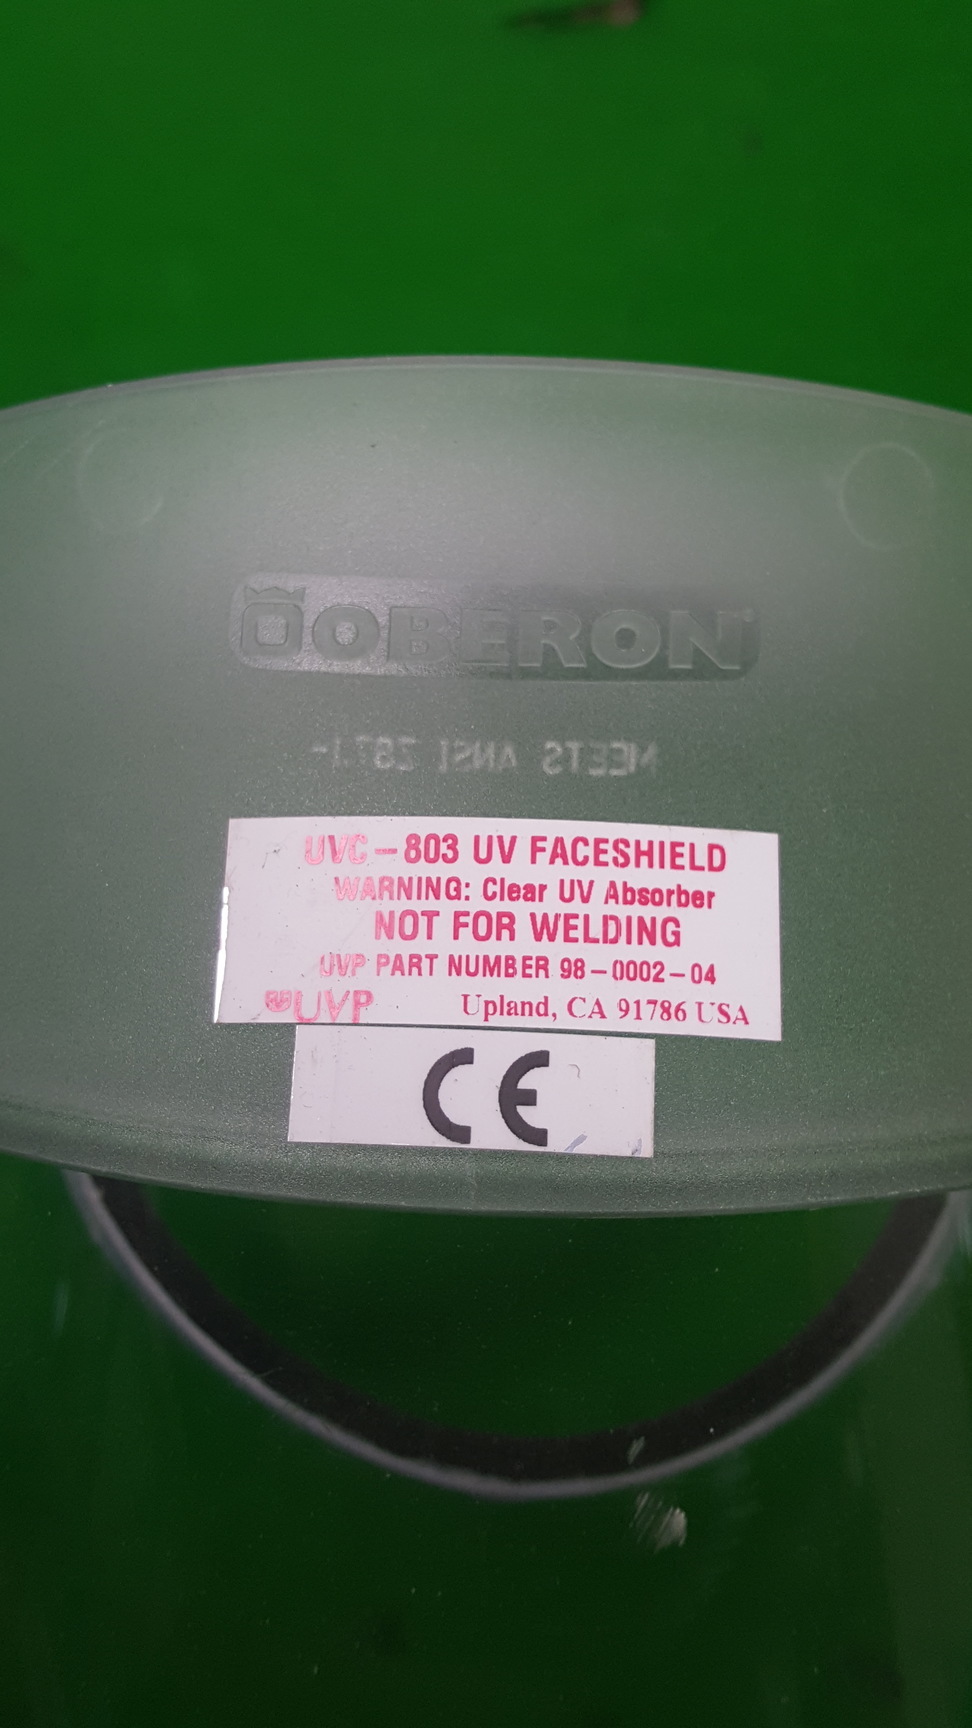 OBERON
MEETS ANSI Z87.1-
UVC-803 UV FACESHIELD
WARNING: Clear UV Absorber
NOT FOR WELDING
UVP PART NUMBER 98-0002-04
UVP Upland, CA 91786 USA
CE